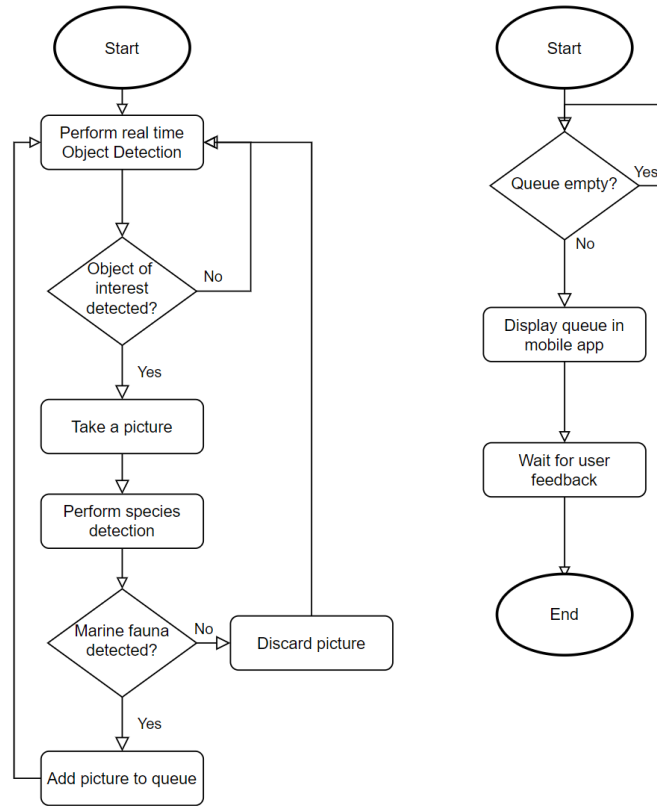 Start
Perform real time
Object Detection
Object of
interest
detected?
No
Yes
Take a picture
Perform species
detection
Marine fauna
detected?
No
Discard picture
Yes
Add picture to queue
Start
Queue empty?
Yes
No
Display queue in
mobile app
Wait for user
feedback
End